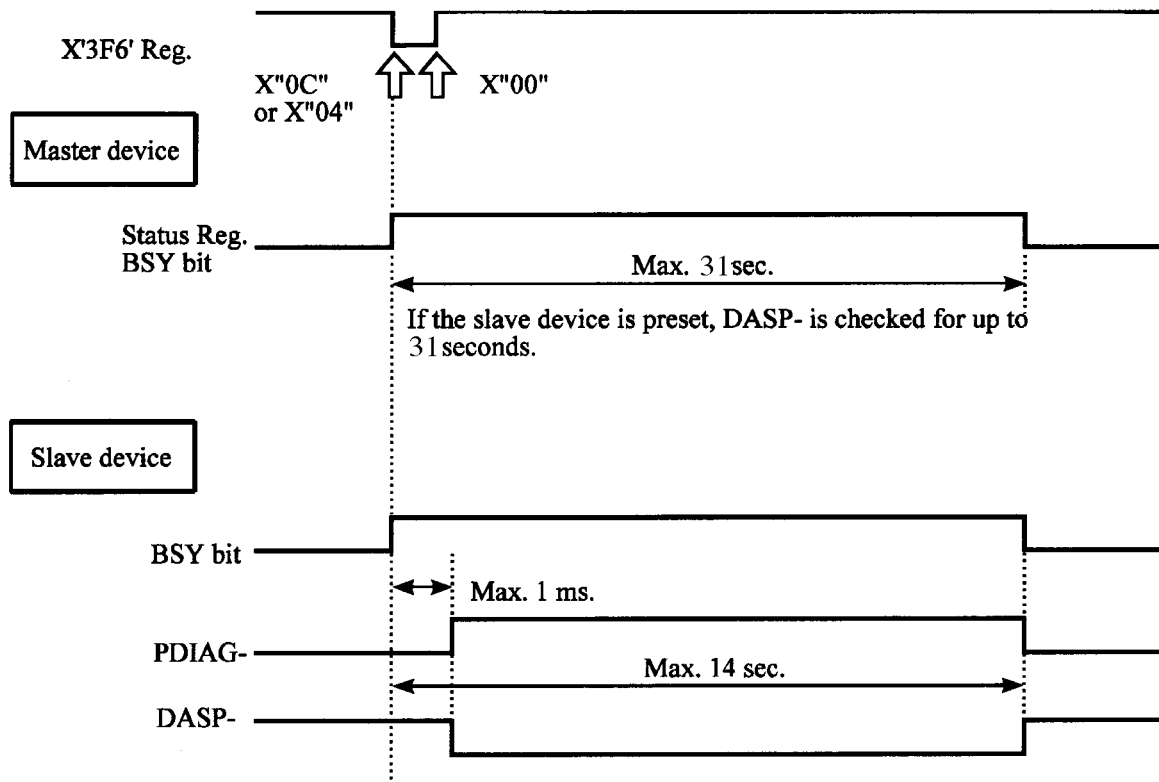 X'3F6' Reg.
X"0C"
or X"04"
X"00"
Master device
Status Reg.
BSY bit
Max. 31sec.
If the slave device is preset, DASP- is checked for up to
31seconds.
Slave device
BSY bit
Max. 1 ms.
PDIAG-
Max. 14 sec.
DASP-